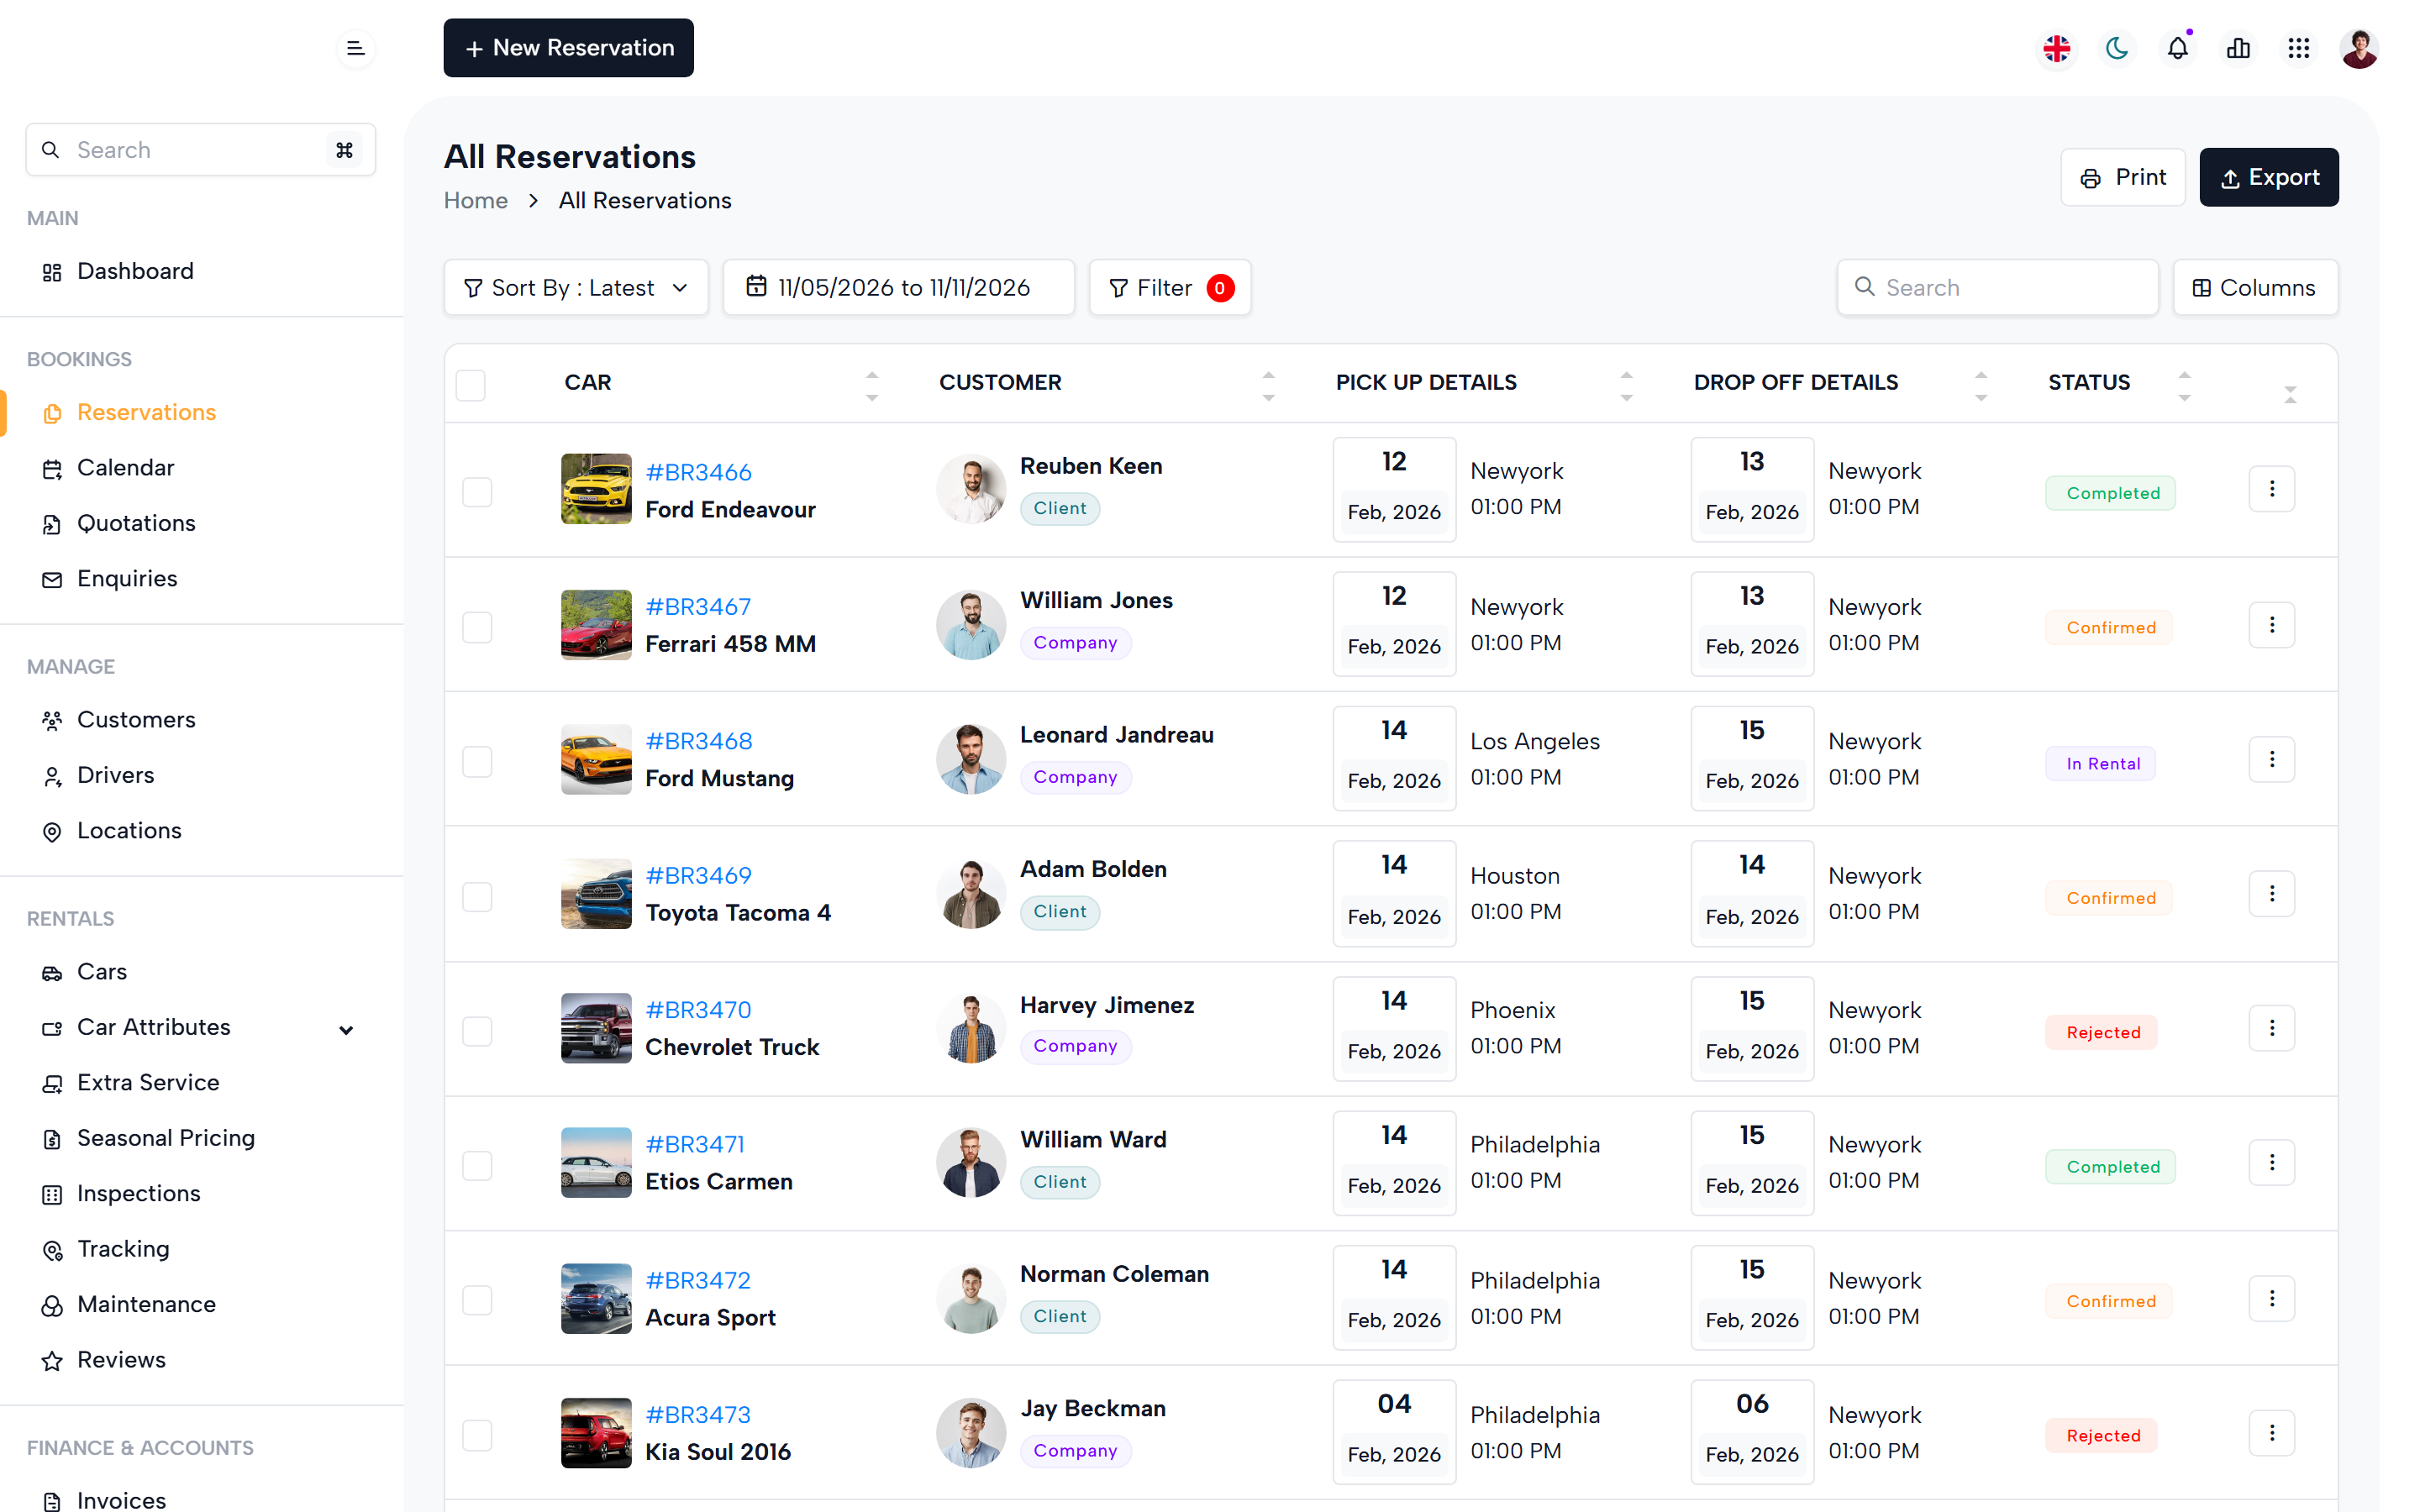 New Reservation
Search
MAIN
Dashboard
BOOKINGS
Reservations
Calendar
Quotations
Enquiries
MANAGE
Customers
Drivers
Locations
RENTALS
Cars
Car Attributes
Extra Service
Seasonal Pricing
Inspections
Tracking
Maintenance
Reviews
FINANCE & ACCOUNTS
Invoices
All Reservations
Home > All Reservations
Print
Export
Sort By : Latest
11/05/2026 to 11/11/2026
Filter 0
Search
Columns
CAR CUSTOMER PICK UP DETAILS DROP OFF DETAILS STATUS
#BR3466
Ford Endeavour
Reuben Keen
Client
12
Feb, 2026
Newyork
01:00 PM
13
Feb, 2026
Newyork
01:00 PM
Completed
#BR3467
Ferrari 458 MM
William Jones
Company
12
Feb, 2026
Newyork
01:00 PM
13
Feb, 2026
Newyork
01:00 PM
Confirmed
#BR3468
Ford Mustang
Leonard Jandreau
Company
14
Feb, 2026
Los Angeles
01:00 PM
15
Feb, 2026
Newyork
01:00 PM
In Rental
#BR3469
Toyota Tacoma 4
Adam Bolden
Client
14
Feb, 2026
Houston
01:00 PM
14
Feb, 2026
Newyork
01:00 PM
Confirmed
#BR3470
Chevrolet Truck
Harvey Jimenez
Company
14
Feb, 2026
Phoenix
01:00 PM
15
Feb, 2026
Newyork
01:00 PM
Rejected
#BR3471
Etios Carmen
William Ward
Client
14
Feb, 2026
Philadelphia
01:00 PM
15
Feb, 2026
Newyork
01:00 PM
Completed
#BR3472
Acura Sport
Norman Coleman
Client
14
Feb, 2026
Philadelphia
01:00 PM
15
Feb, 2026
Newyork
01:00 PM
Confirmed
#BR3473
Kia Soul 2016
Jay Beckman
Company
04
Feb, 2026
Philadelphia
01:00 PM
06
Feb, 2026
Newyork
01:00 PM
Rejected